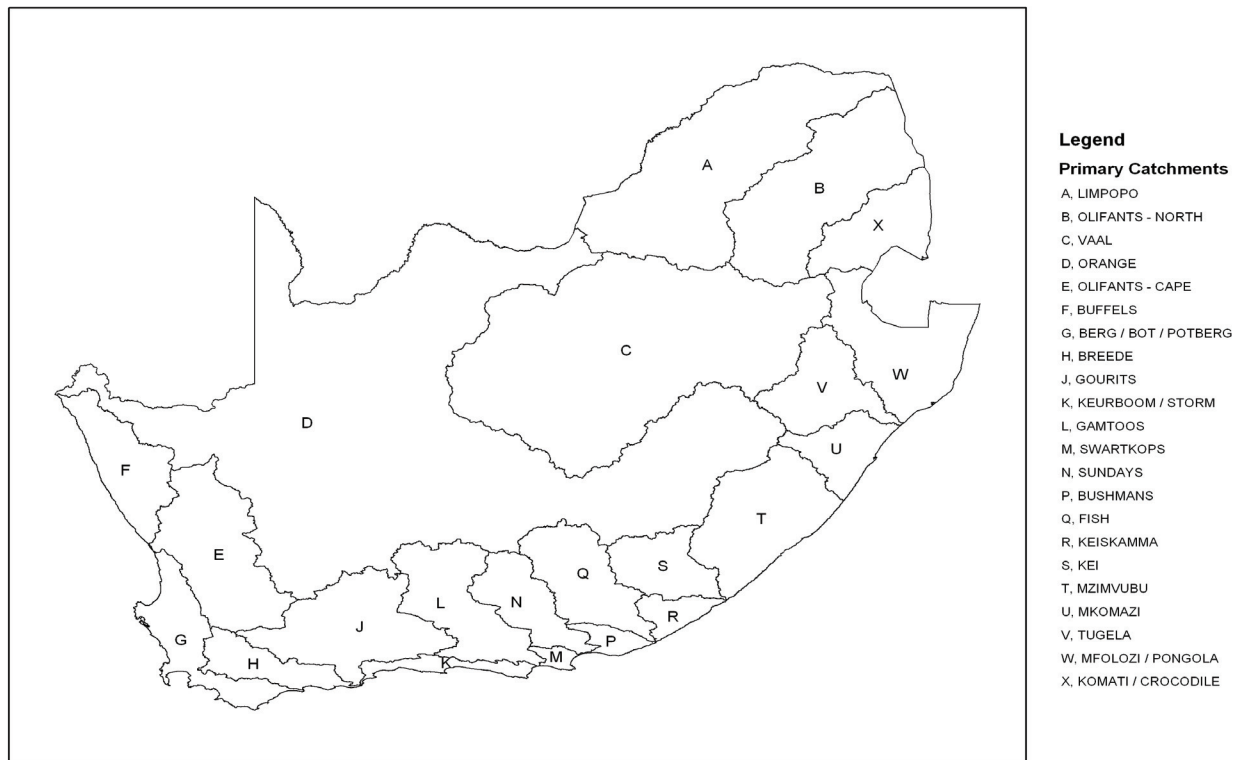 A
B
X
C
W
V
D
U
F
T
E
S
Q
L
N
R
J
G
P
M
H
K
Legend
Primary Catchments
A, LIMPOPO
B, OLIFANTS - NORTH
C, VAAL
D, ORANGE
E, OLIFANTS - CAPE
F, BUFFELS
G, BERG / BOT / POTBERG
H, BREEDE
J, GOURITS
K, KEURBOOM / STORM
L, GAMTOOS
M, SWARTKOPS
N, SUNDAYS
P, BUSHMANS
Q, FISH
R, KEISKAMMA
S, KEI
T, MZIMVUBU
U, MKOMAZI
V, TUGELA
W, MFOLOZI / PONGOLA
X, KOMATI / CROCODILE